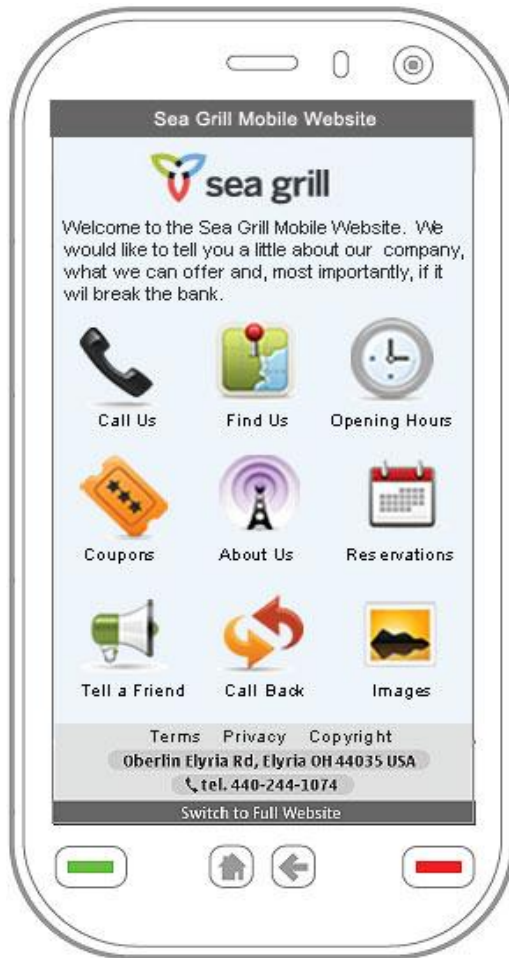 Sea Grill Mobile Website
sea grill
Welcome to the Sea Grill Mobile Website. We
would like to tell you a little about our company,
what we can offer and, most importantly, if it
wil break the bank.
Call Us Find Us Opening Hours
Coupons About Us Reservations
Tell a Friend Call Back Images
Terms Privacy Copyright
Oberlin Elyria Rd, Elyria OH 44035 USA
tel. 440-244-1074
Switch to Full Website